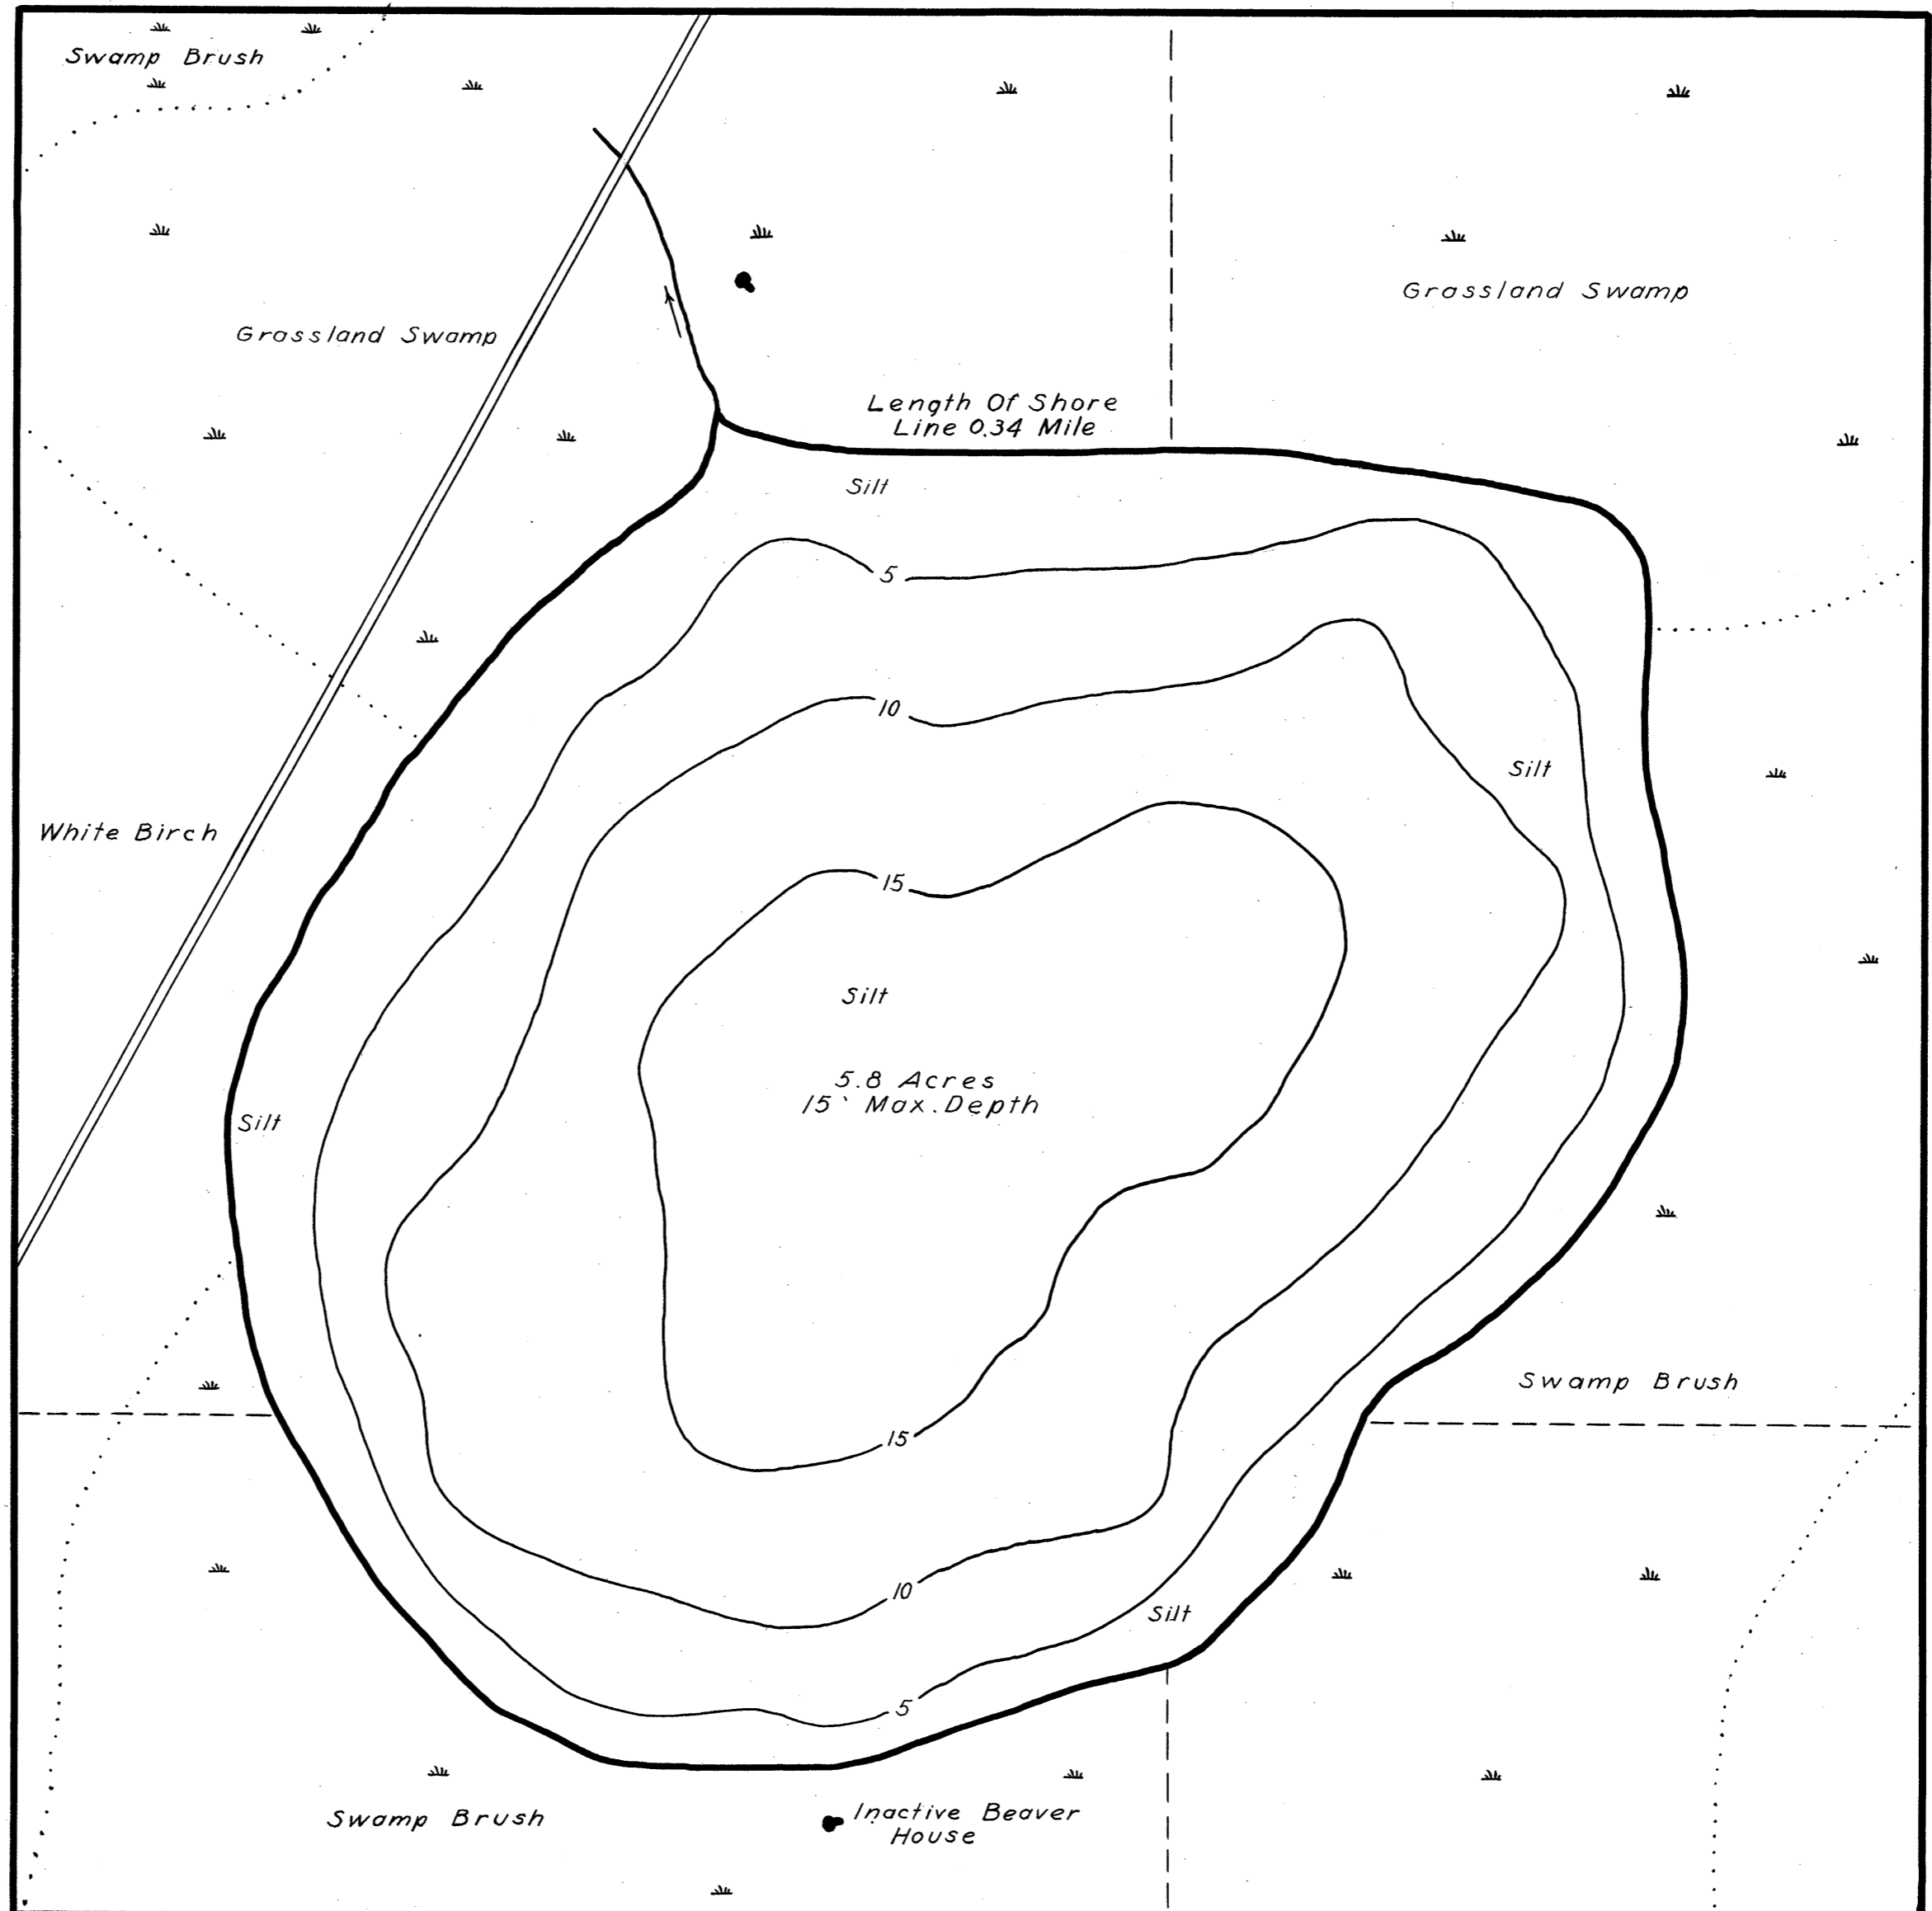 Swamp Brush
Grassland Swamp
Grassland Swamp
Length Of Shore
Line 0.34 Mile
Silt
5
10
Silt
White Birch
15
Silt
5.8 Acres
15' Max. Depth
Silt
Swamp Brush
15
10
Silt
5
Swamp Brush
Inactive Beaver
House